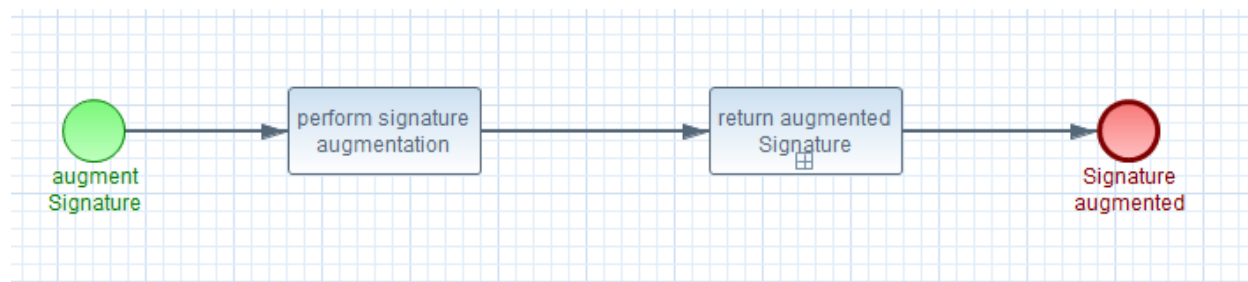 augment
Signature
perform signature
augmentation
return augmented
Signature
Signature
augmented